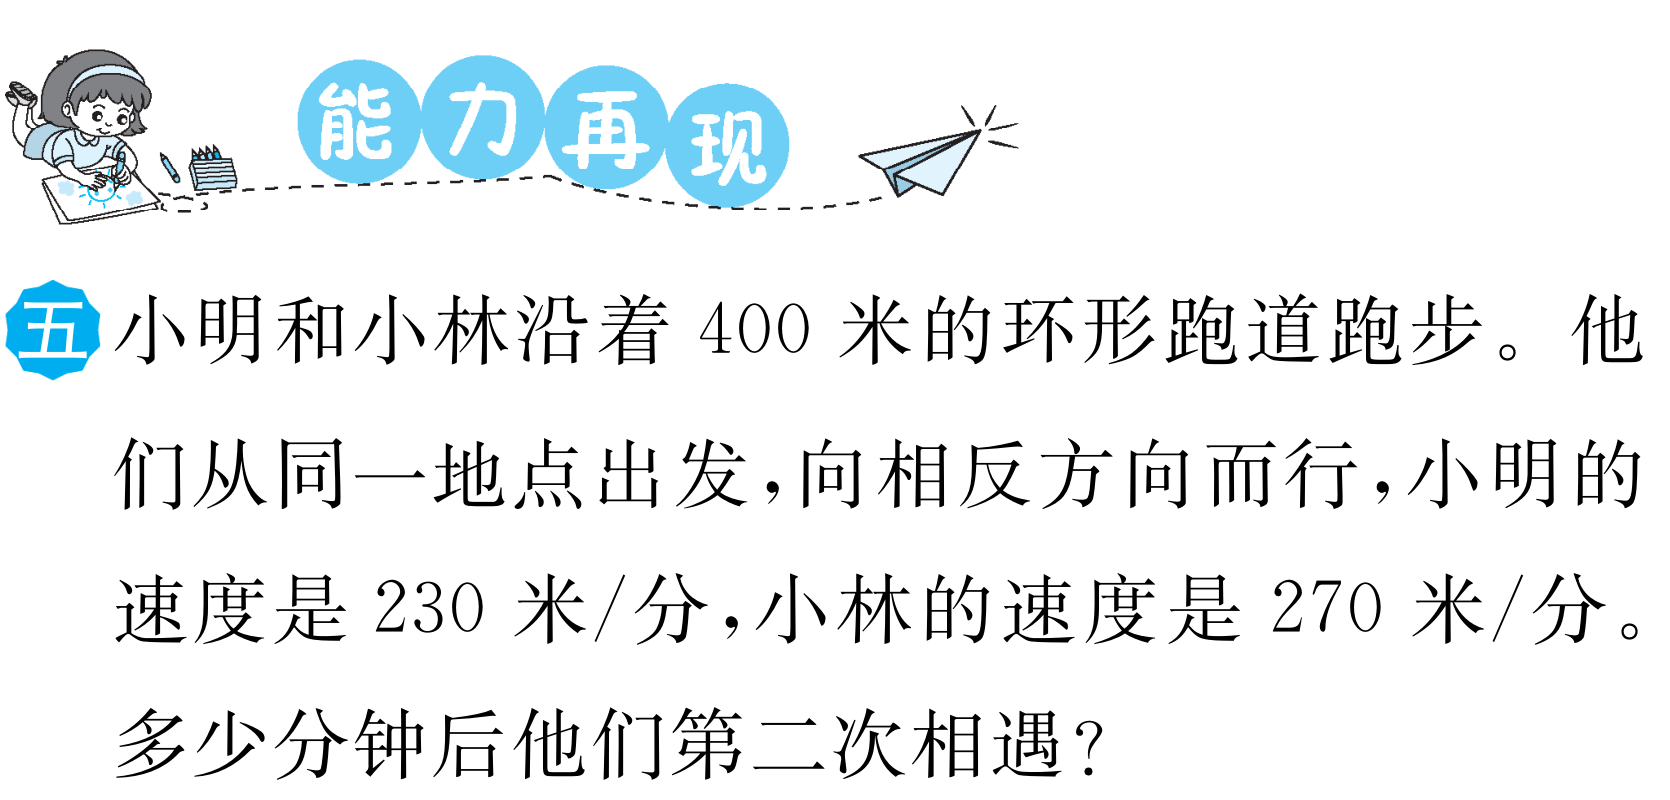 能力再现
五 小明和小林沿着 400 米的环形跑道跑步。他
们从同一地点出发,向相反方向而行,小明的
速度是 230 米/分,小林的速度是 270 米/分。
多少分钟后他们第二次相遇?